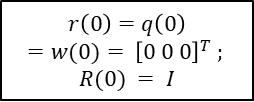 r(0) = q(0)
= w(0) = [0 0 0]ᵀ ;
R(0) = I